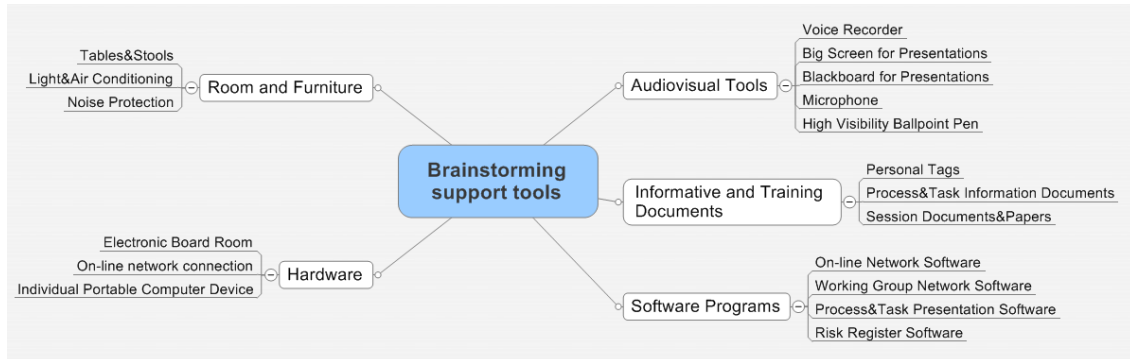 Brainstorming
support tools
Room and Furniture
Tables&Stools
Light&Air Conditioning
Noise Protection
Hardware
Electronic Board Room
On-line network connection
Individual Portable Computer Device
Audiovisual Tools
Voice Recorder
Big Screen for Presentations
Blackboard for Presentations
Microphone
High Visibility Ballpoint Pen
Informative and Training
Documents
Personal Tags
Process&Task Information Documents
Session Documents&Papers
Software Programs
On-line Network Software
Working Group Network Software
Process&Task Presentation Software
Risk Register Software